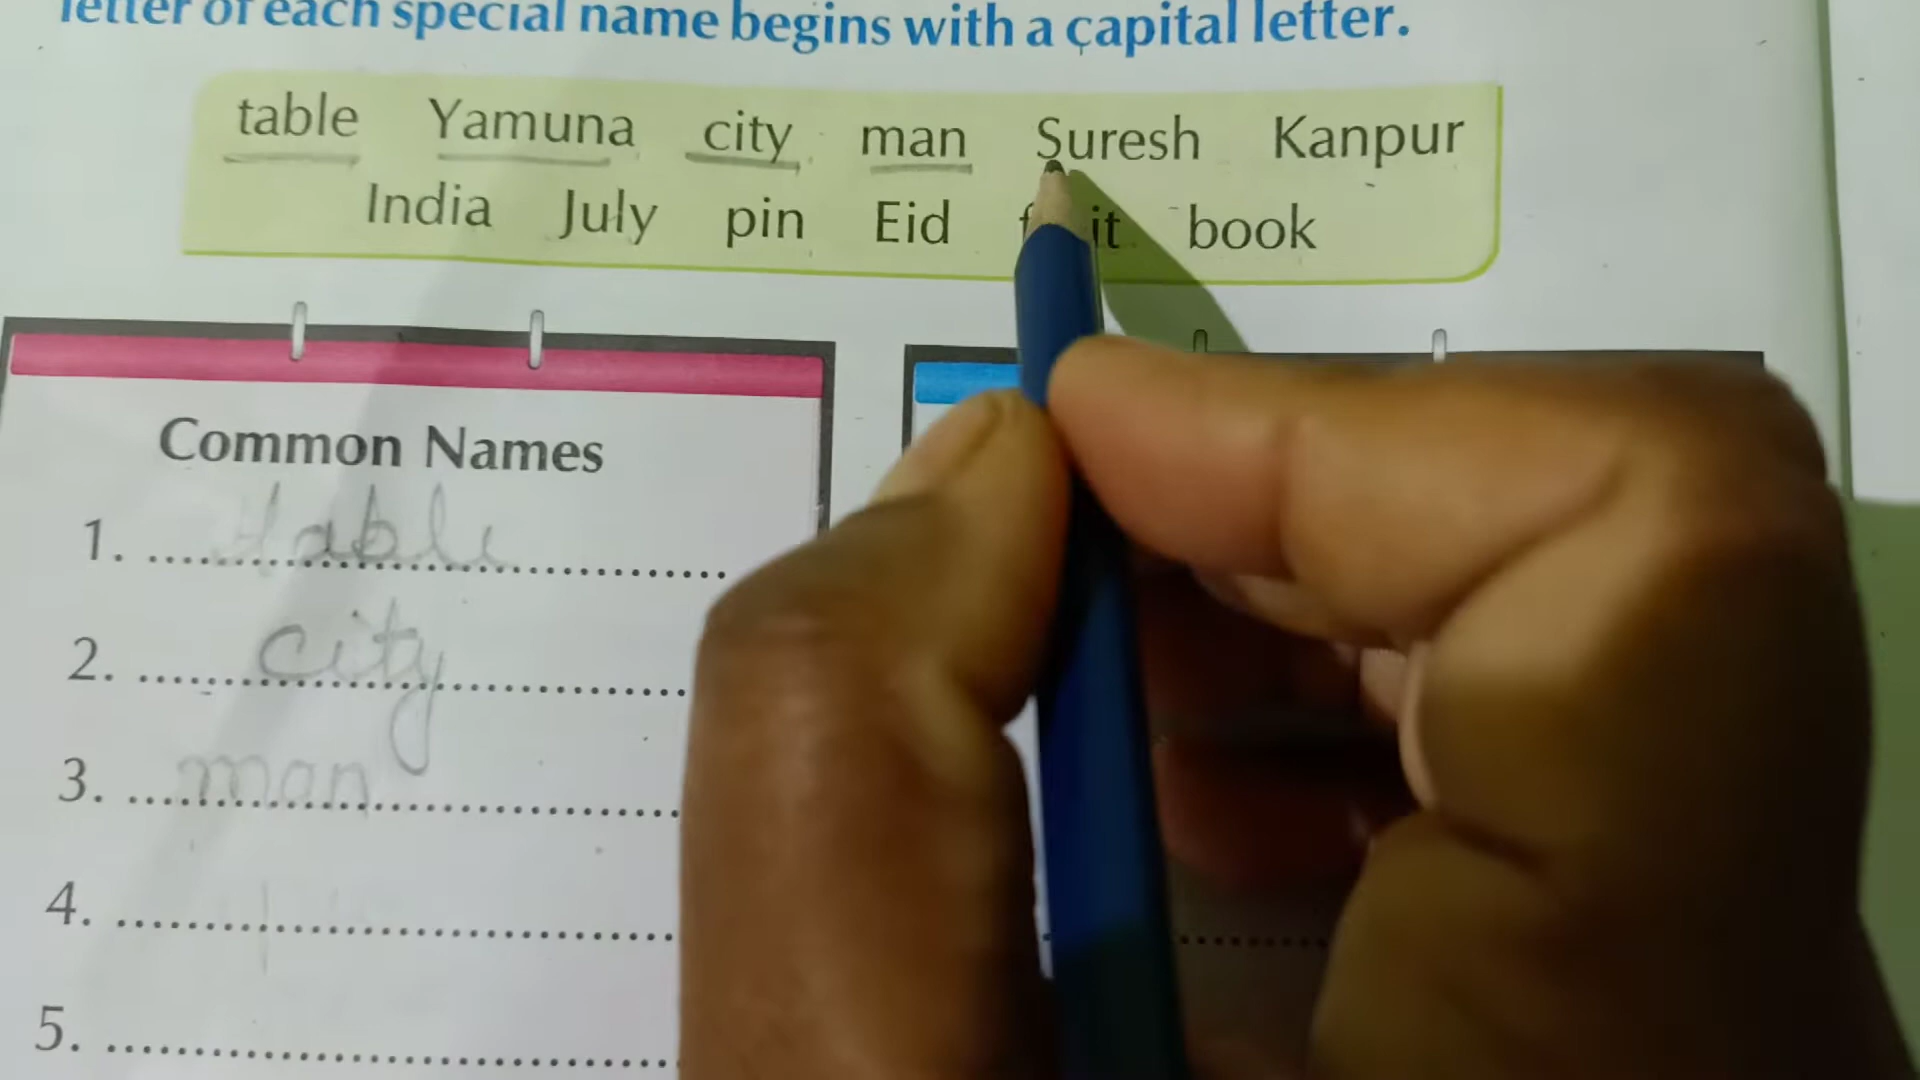 letter of each special name begins with a capital letter.
table Yamuna city man Suresh Kanpur
India July pin Eid book
Common Names
1. table
2. city
3. man
4.
5.